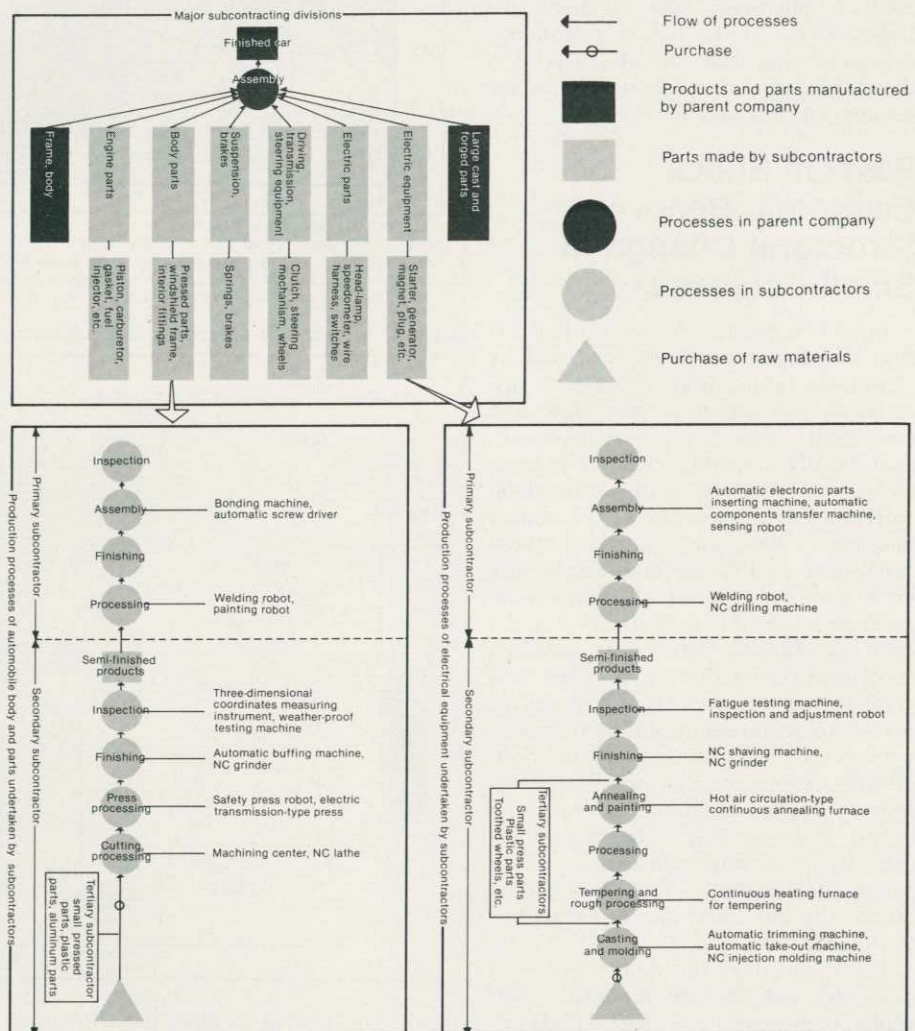 Major subcontracting divisions
Finished car
Assembly
Frame, body
Engine parts
Body parts
Suspension,
brakes
Driving,
transmission,
steering equipment
Electric parts
Electric equipment
Large cast and
forged parts
Piston, carburetor,
gasket, fuel
injector, etc.
Pressed parts,
windshield frame,
interior fittings
Springs, brakes
Clutch, steering
mechanism, wheels
Head-lamp,
speedometer, wire
harness, switches
Starter, generator,
magnet, plug, etc.
Flow of processes
Purchase
Products and parts manufactured
by parent company
Parts made by subcontractors
Processes in parent company
Processes in subcontractors
Purchase of raw materials
Production processes of automobile body and parts undertaken by subcontractors
Primary subcontractor
Secondary subcontractor
Inspection
Assembly
Bonding machine,
automatic screw driver
Finishing
Processing
Welding robot,
painting robot
Semi-finished
products
Inspection
Three-dimensional
coordinates measuring
instrument, weather-proof
testing machine
Finishing
Automatic buffing machine,
NC grinder
Press
processing
Safety press robot, electric
transmission-type press
Cutting,
processing
Machining center, NC lathe
Tertiary subcontractor
small pressed
parts, plastic
parts, aluminum parts
Production processes of electrical equipment undertaken by subcontractors
Primary subcontractor
Secondary subcontractor
Inspection
Assembly
Automatic electronic parts
inserting machine, automatic
components transfer machine,
sensing robot
Finishing
Processing
Welding robot,
NC drilling machine
Semi-finished
products
Inspection
Fatigue testing machine,
inspection and adjustment robot
Finishing
NC shaving machine,
NC grinder
Annealing
and painting
Hot air circulation-type
continuous annealing furnace
Processing
Tempering and
rough processing
Continuous heating furnace
for tempering
Casting
and molding
Automatic trimming machine,
automatic take-out machine,
NC injection molding machine
Tertiary subcontractors
Small press parts
Plastic parts
Toothed wheels, etc.